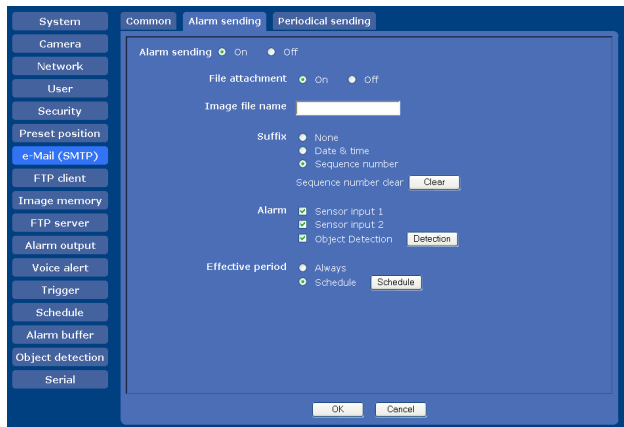 System
Camera
Network
User
Security
Preset position
e-Mail (SMTP)
FTP client
Image memory
FTP server
Alarm output
Voice alert
Trigger
Schedule
Alarm buffer
Object detection
Serial
Common Alarm sending Periodical sending
Alarm sending On Off
File attachment On Off
Image file name
Suffix None
Date & time
Sequence number
Sequence number clear Clear
Alarm Sensor input 1
Sensor input 2
Object Detection Detection
Effective period Always
Schedule Schedule
OK Cancel